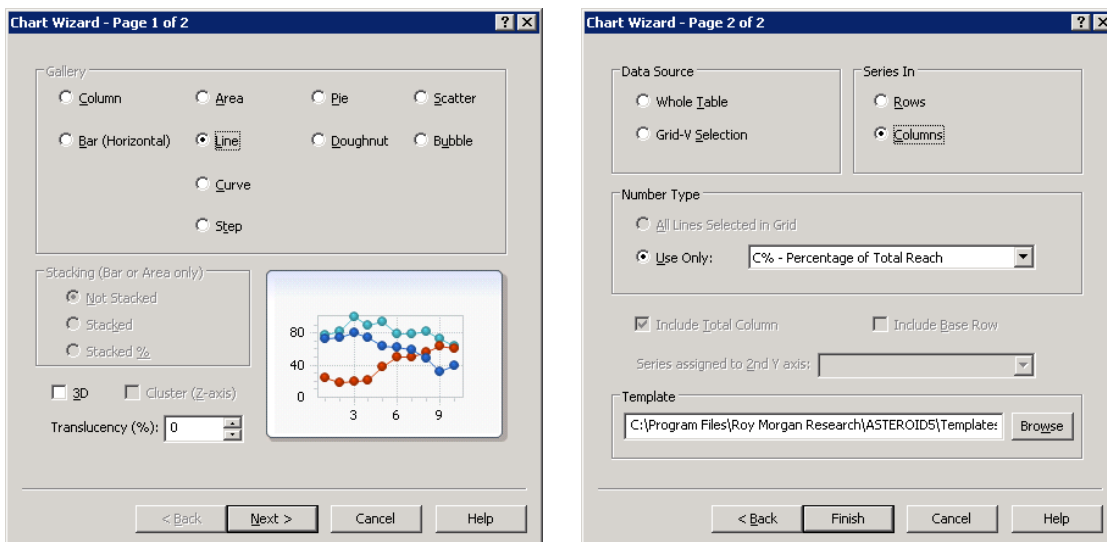 Chart Wizard - Page 1 of 2
Gallery
Column
Area
Pie
Scatter
Bar (Horizontal)
Line
Doughnut
Bubble
Curve
Step
Stacking (Bar or Area only)
Not Stacked
Stacked
Stacked %
3D
Cluster (Z-axis)
Translucency (%): 0
80
40
0
3 6 9
< Back
Next >
Cancel
Help
Chart Wizard - Page 2 of 2
Data Source
Whole Table
Grid-V Selection
Series In
Rows
Columns
Number Type
All Lines Selected in Grid
Use Only: C% - Percentage of Total Reach
Include Total Column
Include Base Row
Series assigned to 2nd Y axis:
Template
C:\Program Files\Roy Morgan Research\ASTEROID5\Templates
Browse
< Back
Finish
Cancel
Help